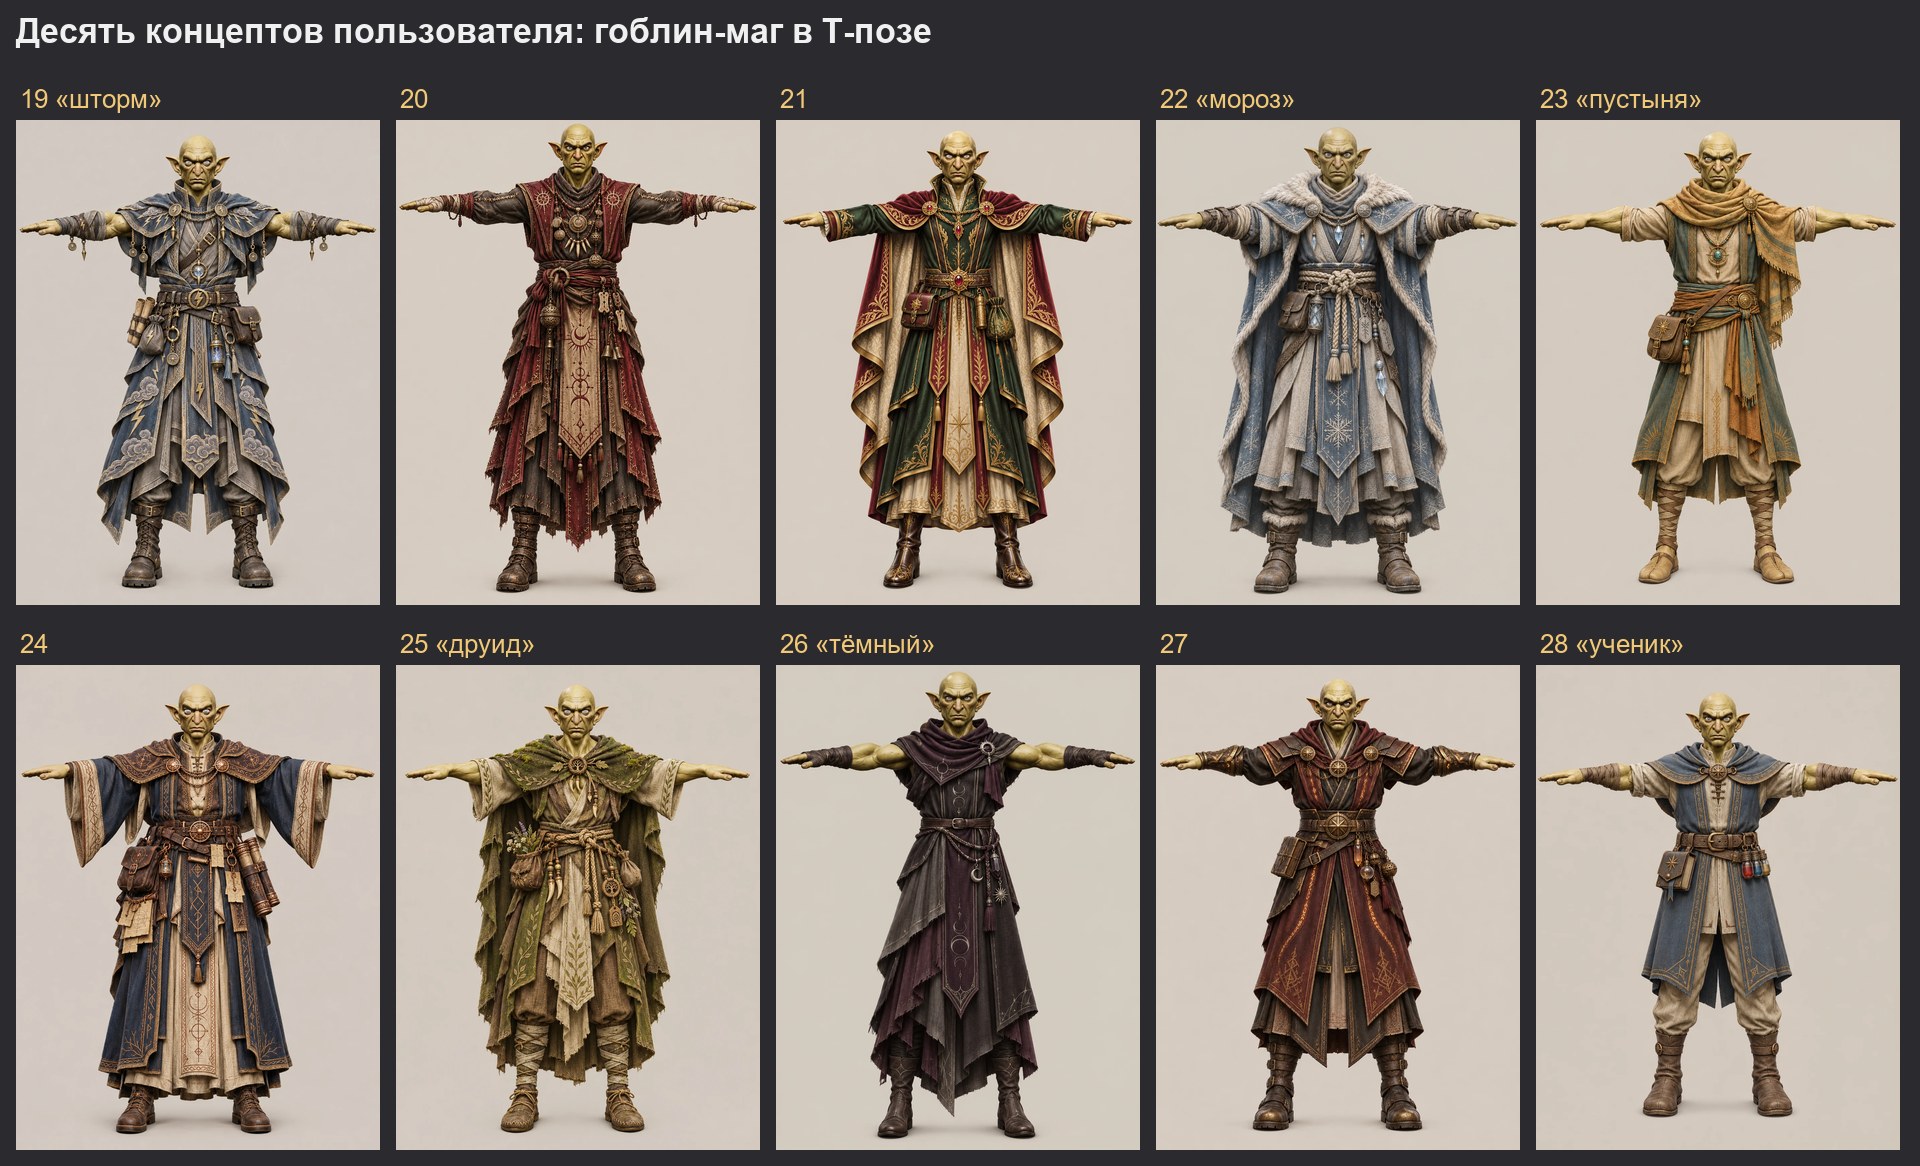 Десять концептов пользователя: гоблин-маг в Т-позе
19 «шторм»
20
21
22 «мороз»
23 «пустыня»
24
25 «друид»
26 «тёмный»
27
28 «ученик»